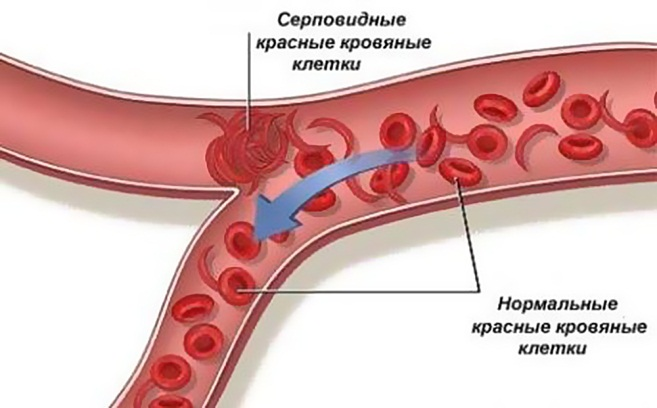 Серповидные
красные кровяные
клетки
Нормальные
красные кровяные
клетки